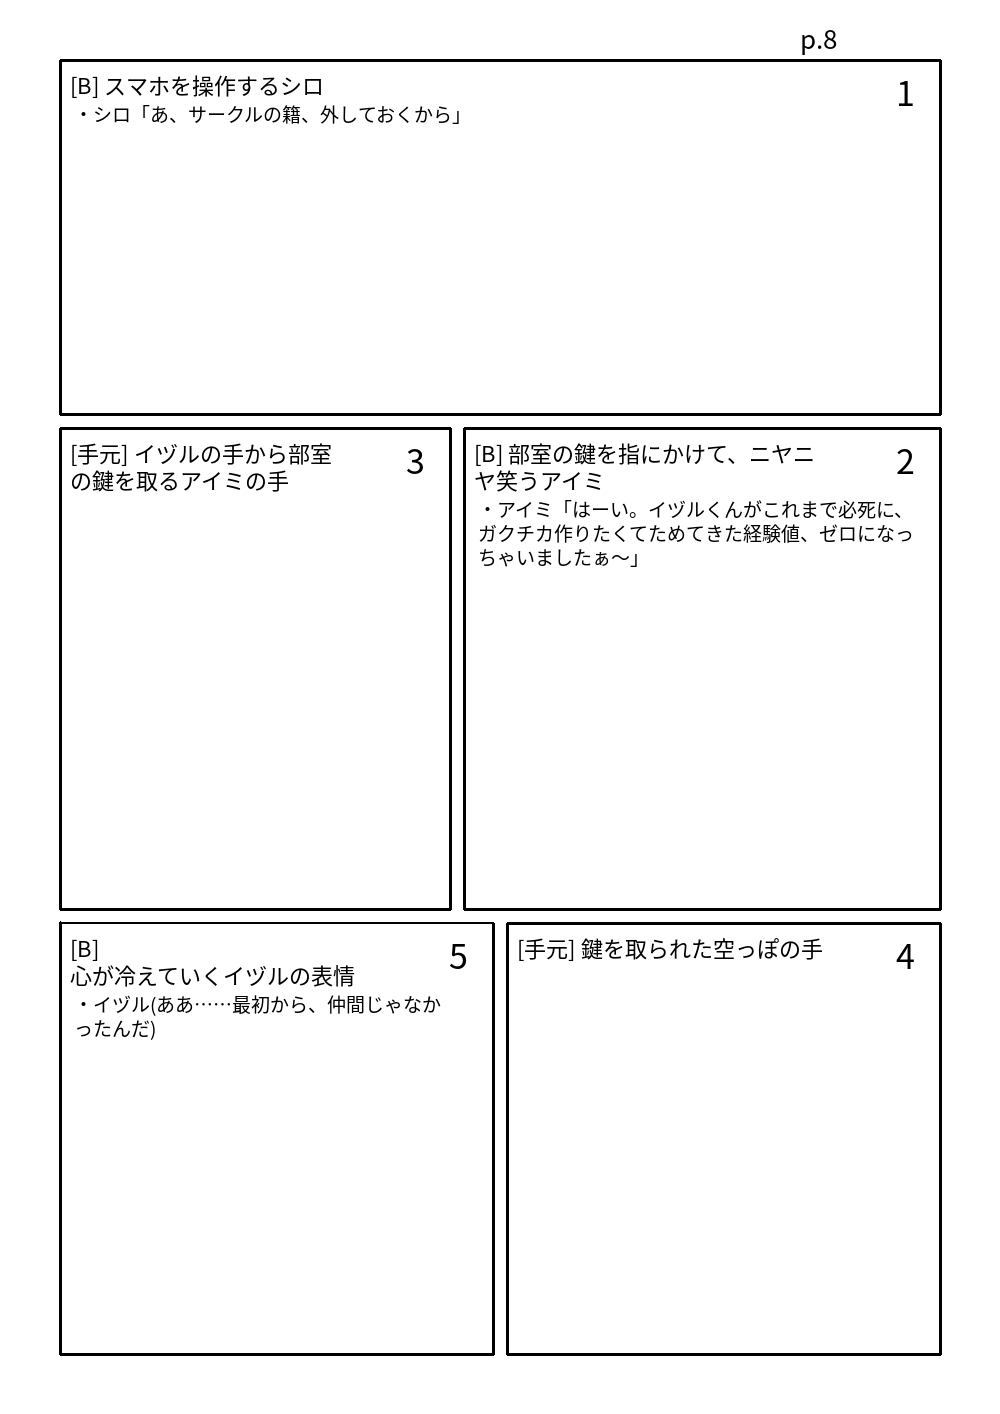 p.8
[B] スマホを操作するシロ
1
・シロ「あ、サークルの籍、外しておくから」
[B] 部室の鍵を指にかけて、ニヤニ
ヤ笑うアイミ
2
・アイミ「はーい。イヅルくんがこれまで必死に、
ガクチカ作りたくてためてきた経験値、ゼロになっ
ちゃいましたぁ〜」
[手元] イヅルの手から部室
の鍵を取るアイミの手
3
[手元] 鍵を取られた空っぽの手
4
[B]
心が冷えていくイヅルの表情
5
・イヅル(ああ……最初から、仲間じゃなか
ったんだ)